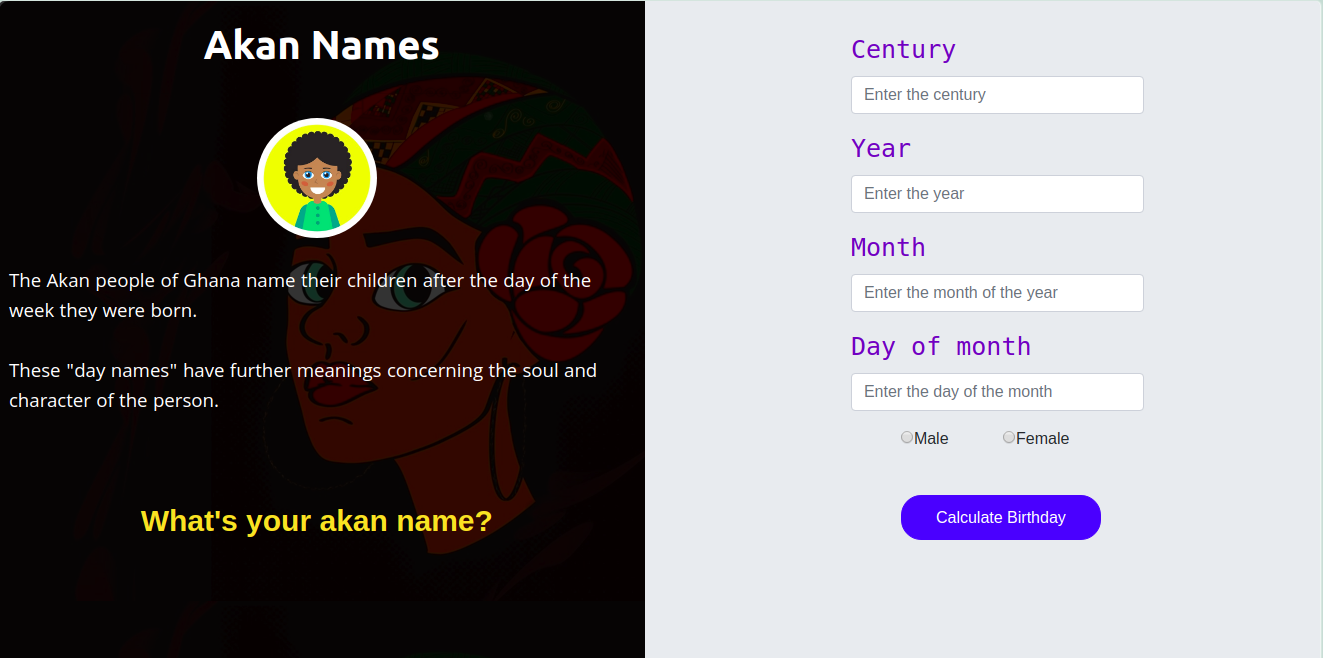 Akan Names
The Akan people of Ghana name their children after the day of the
week they were born.
These "day names" have further meanings concerning the soul and
character of the person.
What's your akan name?
Century
Enter the century
Year
Enter the year
Month
Enter the month of the year
Day of month
Enter the day of the month
Male Female
Calculate Birthday